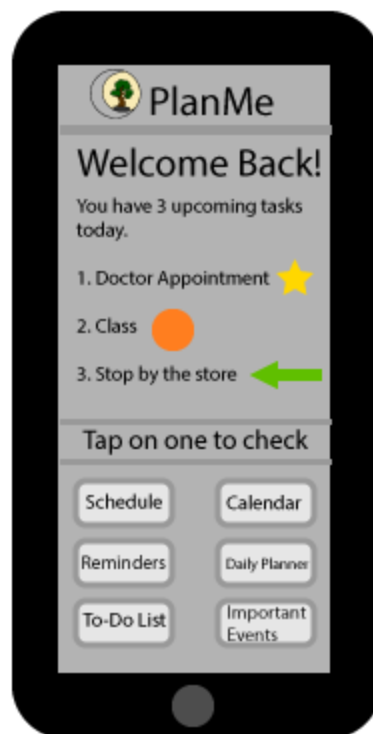 PlanMe
Welcome Back!
You have 3 upcoming tasks
today.
1. Doctor Appointment
2. Class
3. Stop by the store
Tap on one to check
Schedule
Calendar
Reminders
Daily Planner
To-Do List
Important
Events